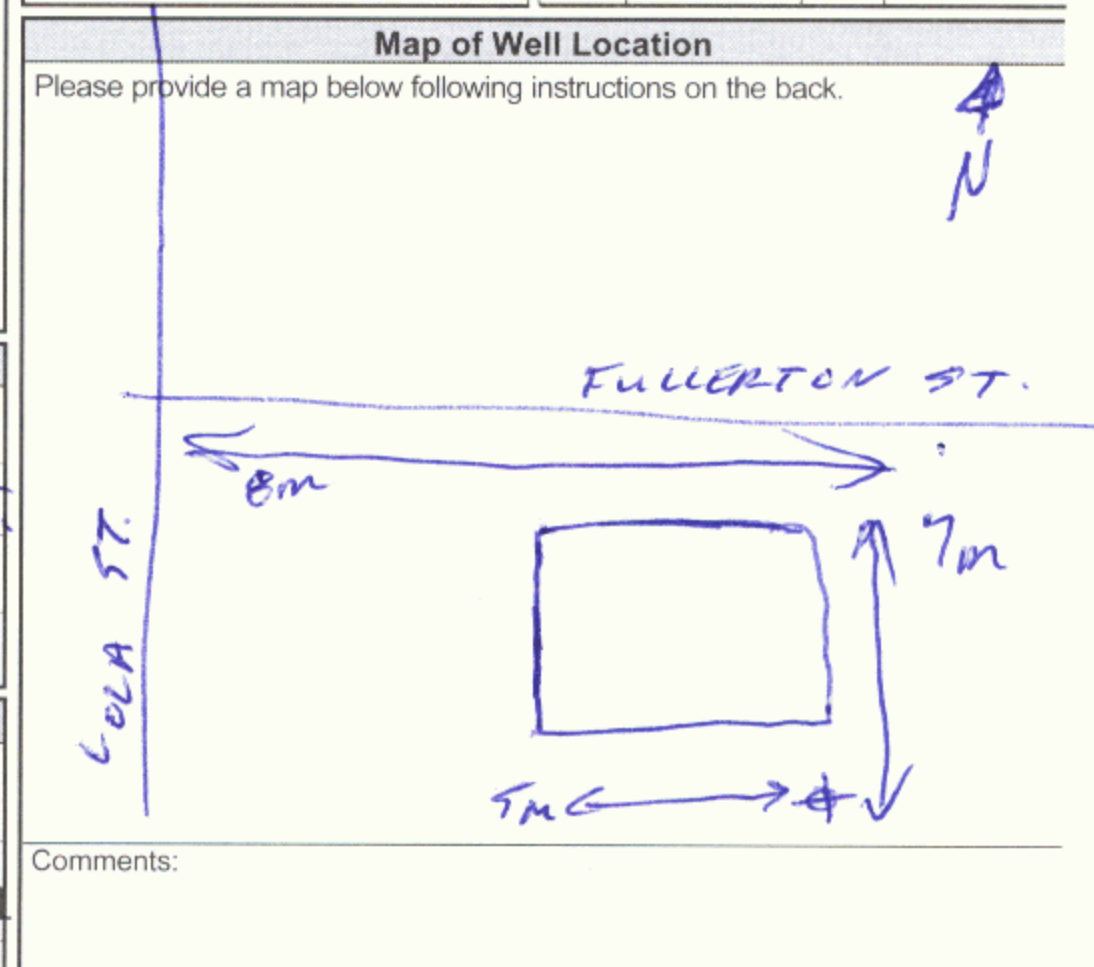 Map of Well Location
Please provide a map below following instructions on the back.
N
FULLERTON ST.
8m
7m
LOLA ST.
5m
Comments: